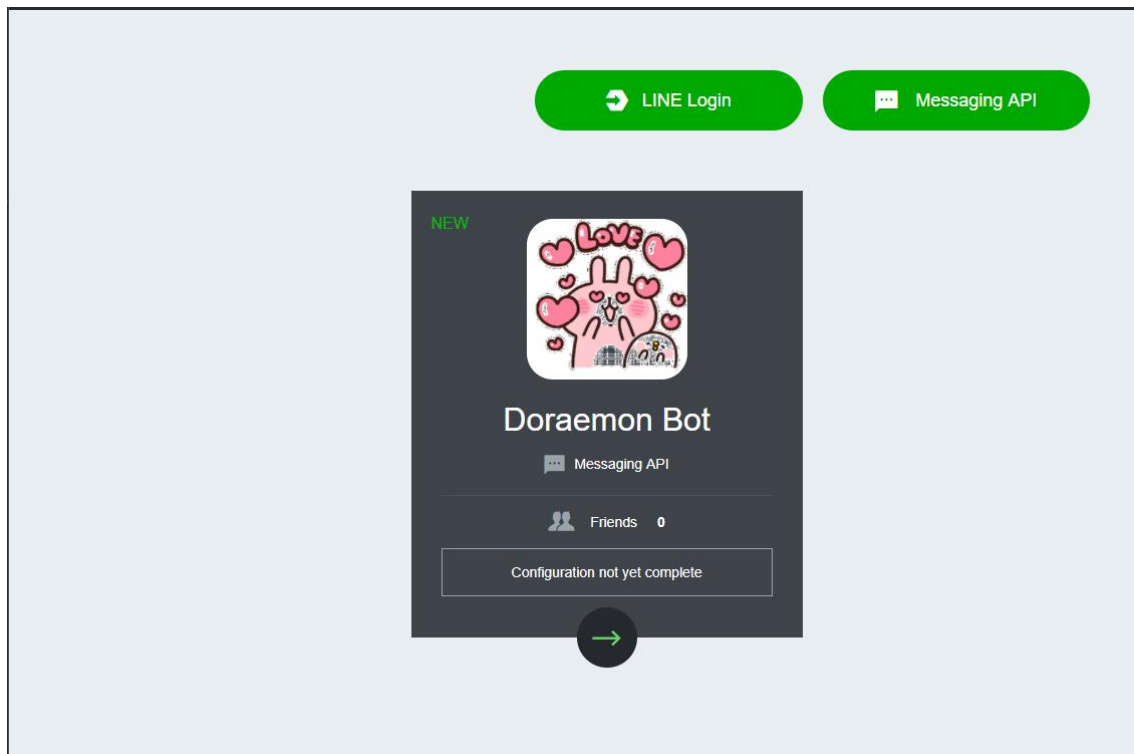 LINE Login
Messaging API
NEW
LOVE
Doraemon Bot
Messaging API
Friends 0
Configuration not yet complete